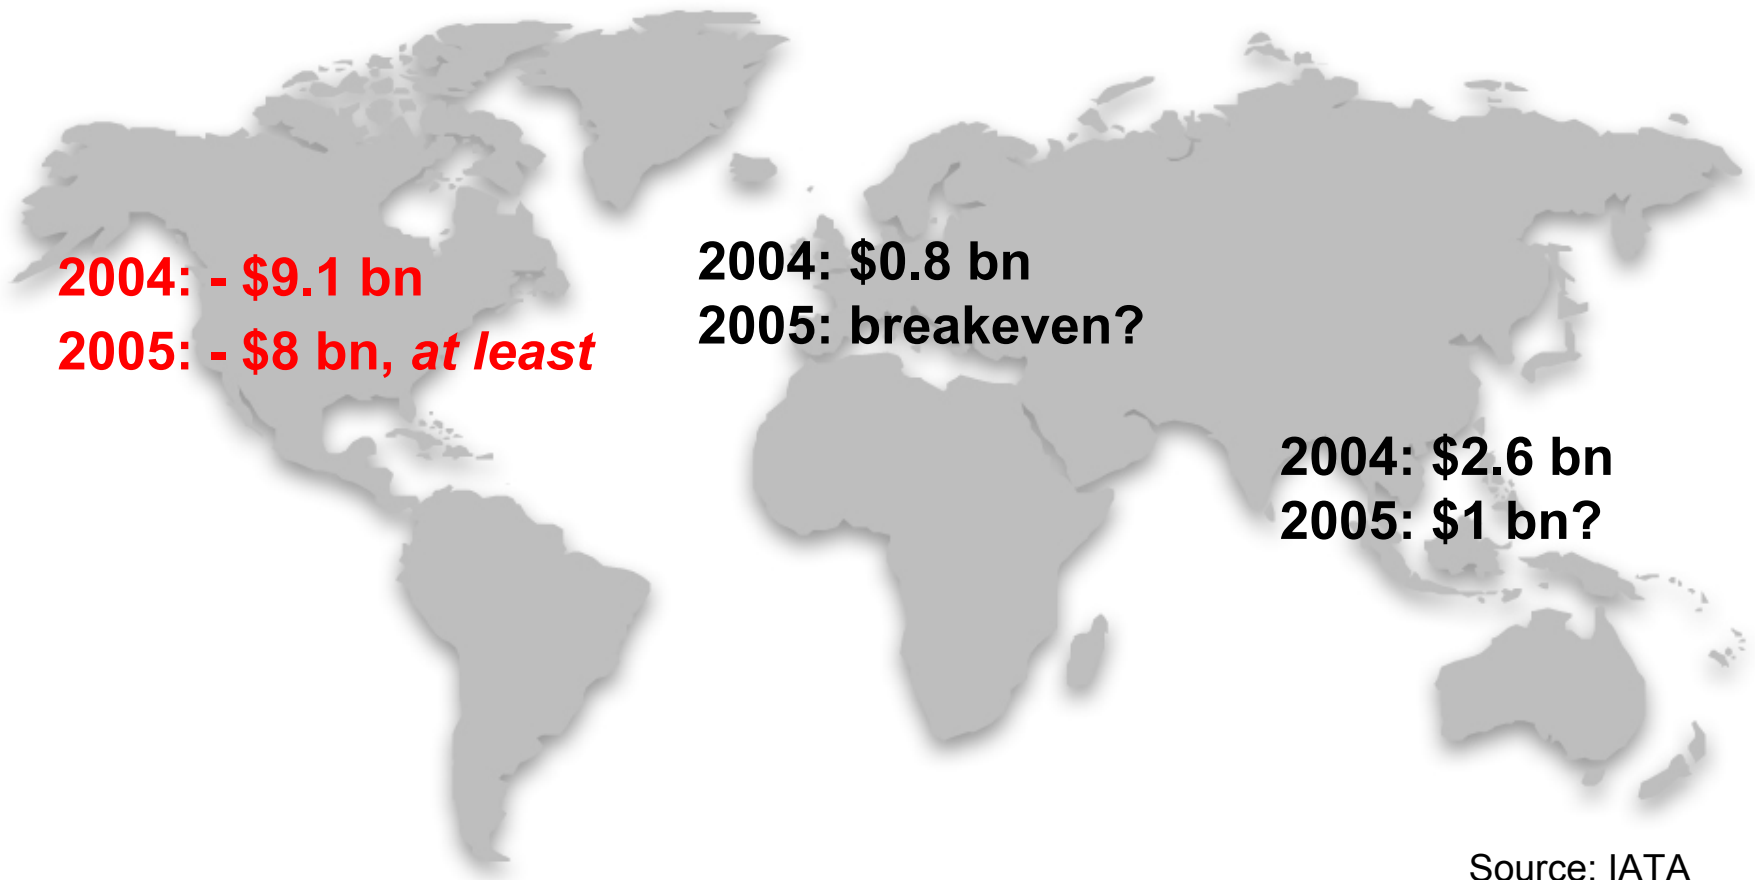 2004: - $9.1 bn
2005: - $8 bn, at least
2004: $0.8 bn
2005: breakeven?
2004: $2.6 bn
2005: $1 bn?
Source: IATA